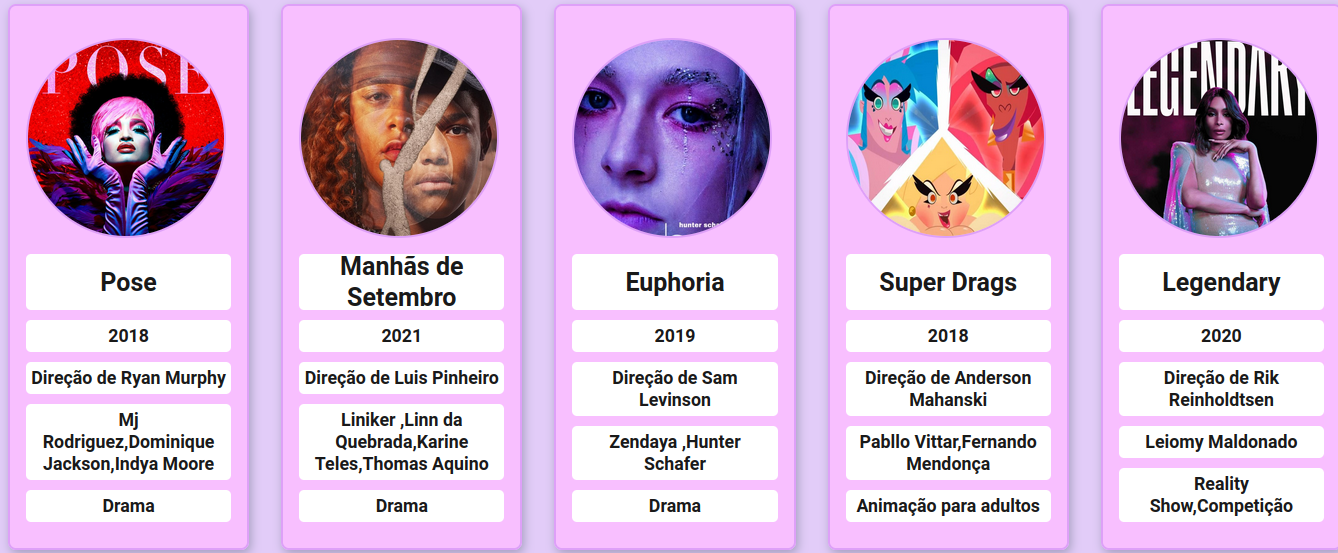 POSE
Pose
2018
Direção de Ryan Murphy
Mj
Rodriguez,Dominique
Jackson,Indya Moore
Drama
Manhãs de
Setembro
2021
Direção de Luis Pinheiro
Liniker ,Linn da
Quebrada,Karine
Teles,Thomas Aquino
Drama
hunter scha
Euphoria
2019
Direção de Sam
Levinson
Zendaya ,Hunter
Schafer
Drama
Super Drags
2018
Direção de Anderson
Mahanski
Pabllo Vittar,Fernando
Mendonça
Animação para adultos
LEGENDARY
Legendary
2020
Direção de Rik
Reinholdtsen
Leiomy Maldonado
Reality
Show,Competição